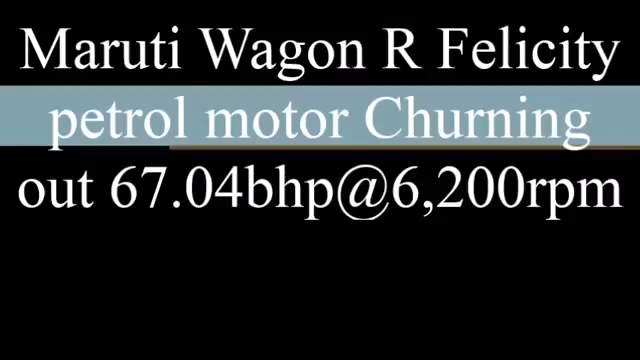 Maruti Wagon R Felicity
petrol motor Churning
out 67.04bhp@6,200rpm